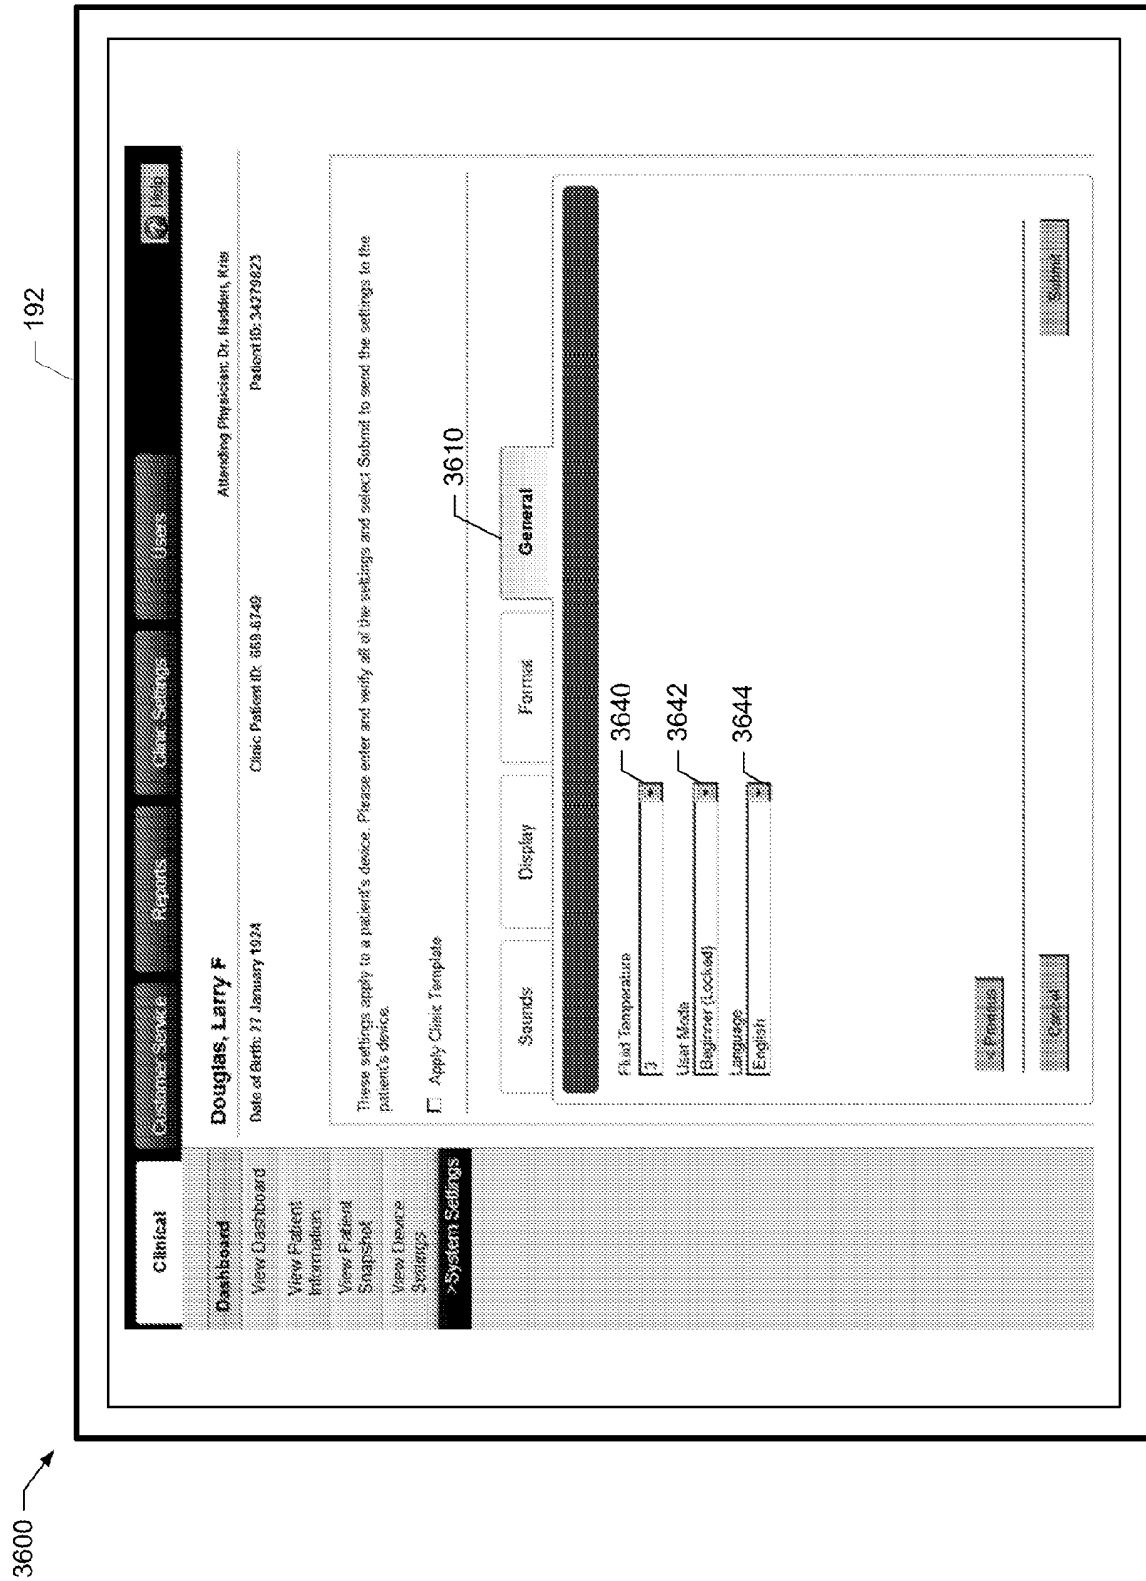 3600
192
Clinical
Customer Service
Reports
Clinic Settings
Users
Help
Dashboard
View Dashboard
View Patient
Information
View Patient
Snapshot
View Device
Settings
>System Settings
Douglas, Larry F
Attending Physician: Dr. Hadden, Kris
Date of Birth: 27 January 1924
Clinic Patient ID: 659-6749
Patient ID: 34279823
These settings apply to a patient's device. Please enter and verify all of the settings and select Submit to send the settings to the
patient's device.
Apply Clinic Template
3610
Sounds
Display
Format
General
Fluid Temperature
3
3640
User Mode
Beginner (Locked)
3642
Language
English
3644
< Previous
Cancel
Submit